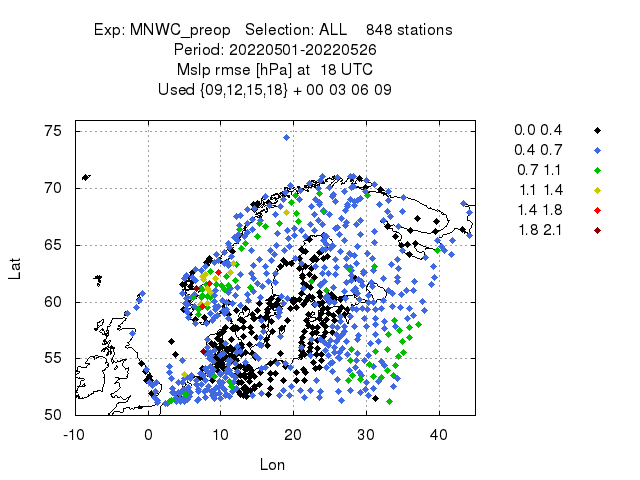 Exp: MNWC_preop   Selection: ALL    848 stations
Period: 20220501-20220526
Mslp rmse [hPa] at  18 UTC
Used {09,12,15,18} + 00 03 06 09
75
70
65
60
55
50
-10 0 10 20 30 40
Lat
Lon
0.0 0.4
0.4 0.7
0.7 1.1
1.1 1.4
1.4 1.8
1.8 2.1